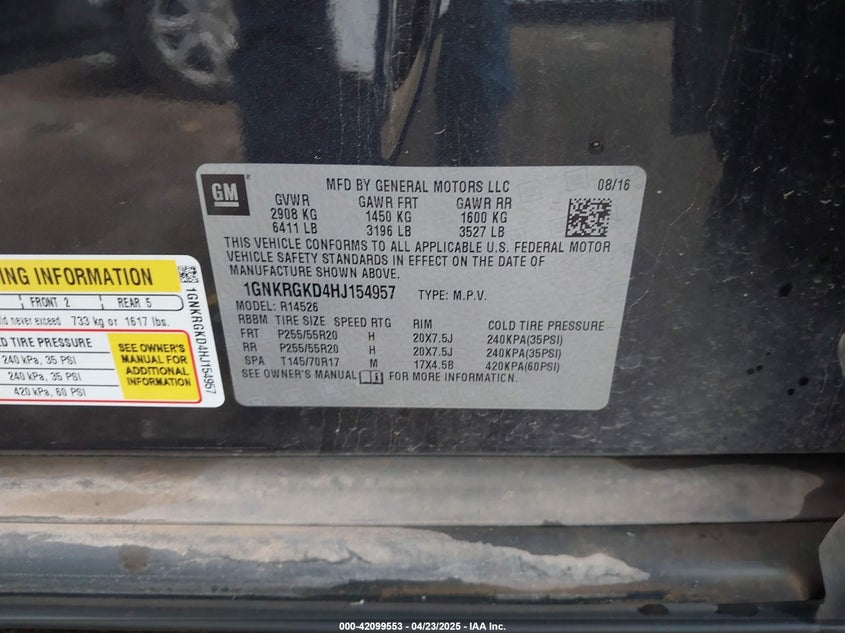 GM
MFD BY GENERAL MOTORS LLC 08/16
GVWR GAWR FRT GAWR RR
2908 KG 1450 KG 1600 KG
6411 LB 3196 LB 3527 LB
THIS VEHICLE CONFORMS TO ALL APPLICABLE U.S. FEDERAL MOTOR
VEHICLE SAFETY STANDARDS IN EFFECT ON THE DATE OF
MANUFACTURE SHOWN ABOVE.
1GNKRGKD4HJ154957 TYPE: M.P.V.
MODEL: R14526
RBBM TIRE SIZE SPEED RTG RIM COLD TIRE PRESSURE
FRT P255/55R20 H 20X7.5J 240KPA(35PSI)
RR P255/55R20 H 20X7.5J 240KPA(35PSI)
SPA T145/70R17 M 17X4.5B 420KPA(60PSI)
SEE OWNER'S MANUAL FOR MORE INFORMATION.
ING INFORMATION
FRONT 2 REAR 5
never exceed 733 kg or 1617 lbs.
TIRE PRESSURE
240 kPa, 35 PSI
240 kPa, 35 PSI
420 kPa, 60 PSI
SEE OWNER'S
MANUAL FOR
ADDITIONAL
INFORMATION
1GNKRGKD4HJ154957
000-42099553 - 04/23/2025 - IAA Inc.